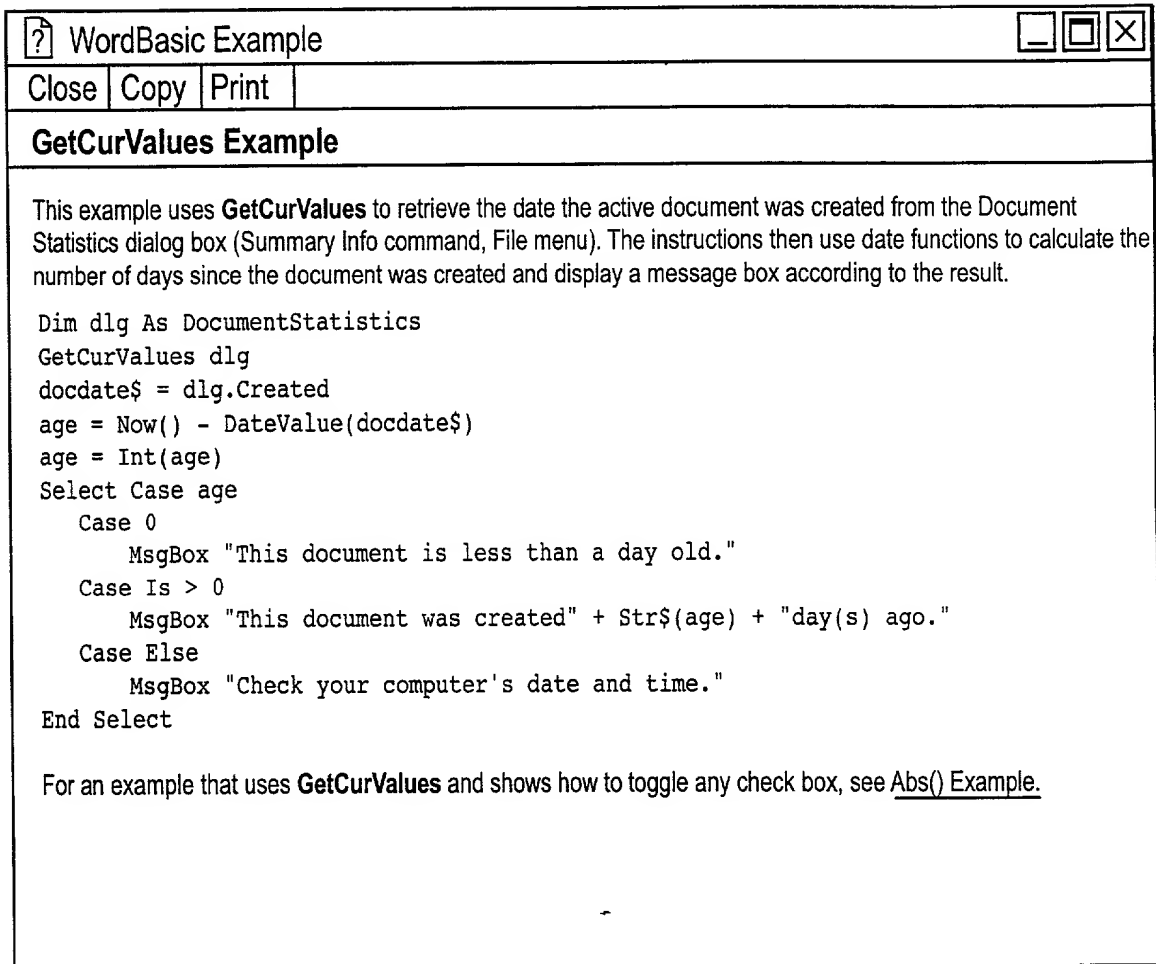 WordBasic Example
Close Copy Print
GetCurValues Example
This example uses GetCurValues to retrieve the date the active document was created from the Document
Statistics dialog box (Summary Info command, File menu). The instructions then use date functions to calculate the
number of days since the document was created and display a message box according to the result.
Dim dlg As DocumentStatistics
GetCurValues dlg
docdate$ = dlg.Created
age = Now() - DateValue(docdate$)
age = Int(age)
Select Case age
Case 0
MsgBox "This document is less than a day old."
Case Is > 0
MsgBox "This document was created" + Str$(age) + "day(s) ago."
Case Else
MsgBox "Check your computer's date and time."
End Select
For an example that uses GetCurValues and shows how to toggle any check box, see Abs() Example.